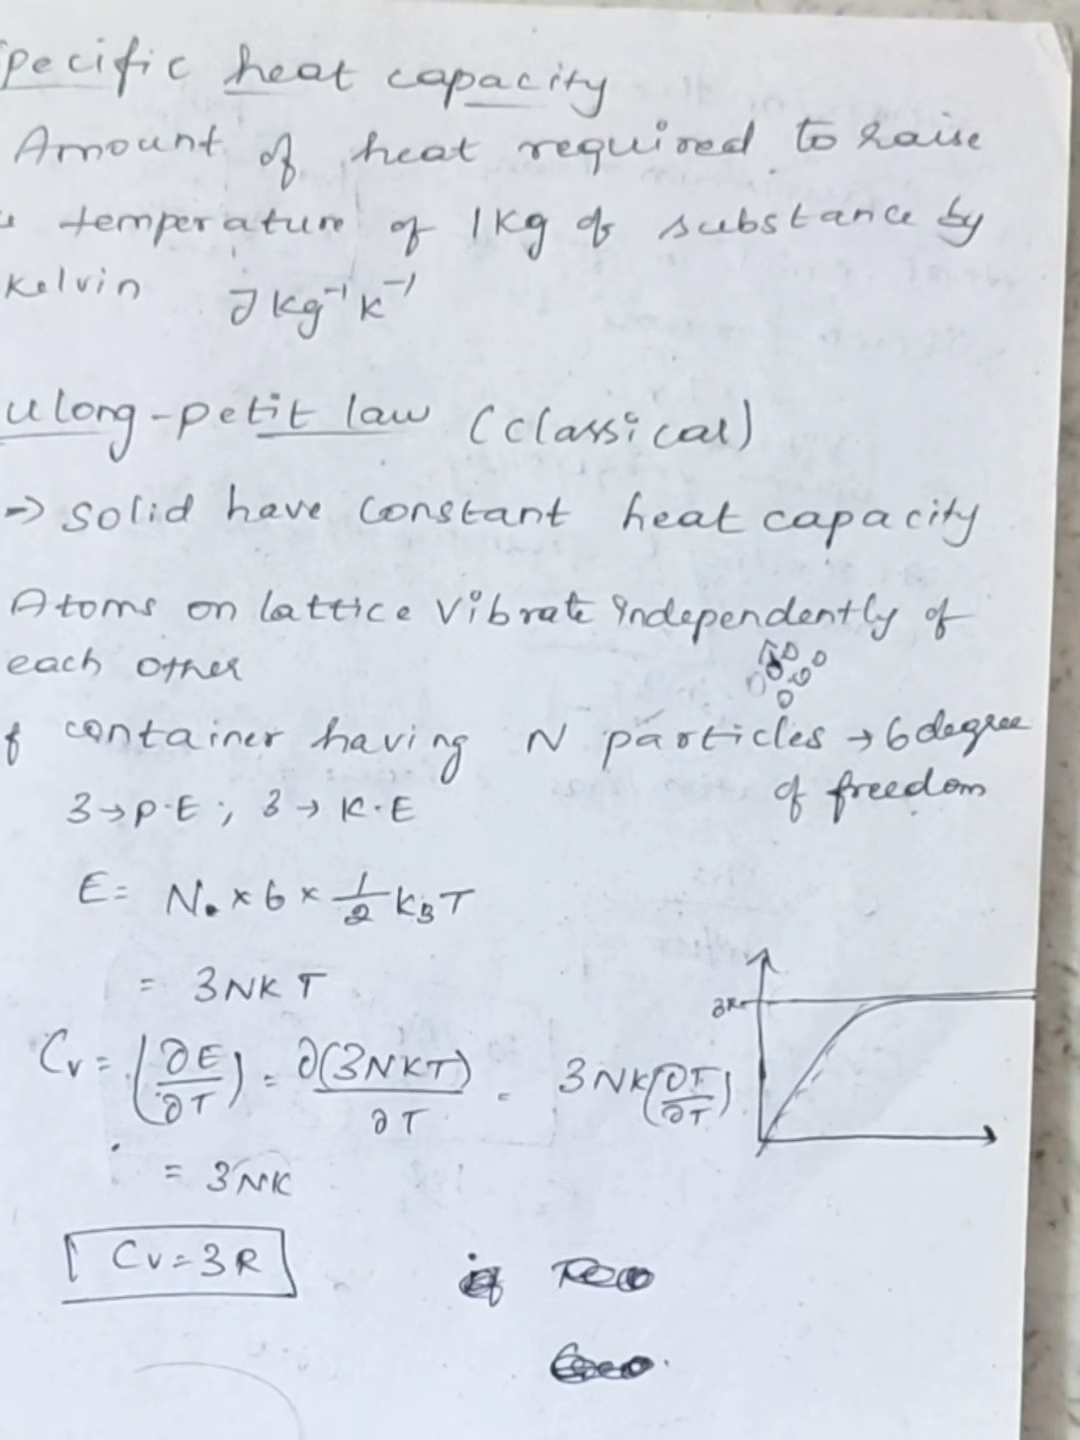 pecific heat capacity
Amount of heat required to raise
temperature of 1kg of substance by
Kelvin J kg⁻¹ K⁻¹
ulong-petit law (classical)
=> solid have constant heat capacity
Atoms on lattice vibrate independently of
each other
container having N particles → 6 degree
of freedom
3→P.E; 3→K.E
E= N. × 6 × 1/2 k_B T
= 3NKT
3R
Cv = (∂E/∂T) = ∂(3NKT)/∂T = 3NK(∂T/∂T)
= 3NK
Cv=3R